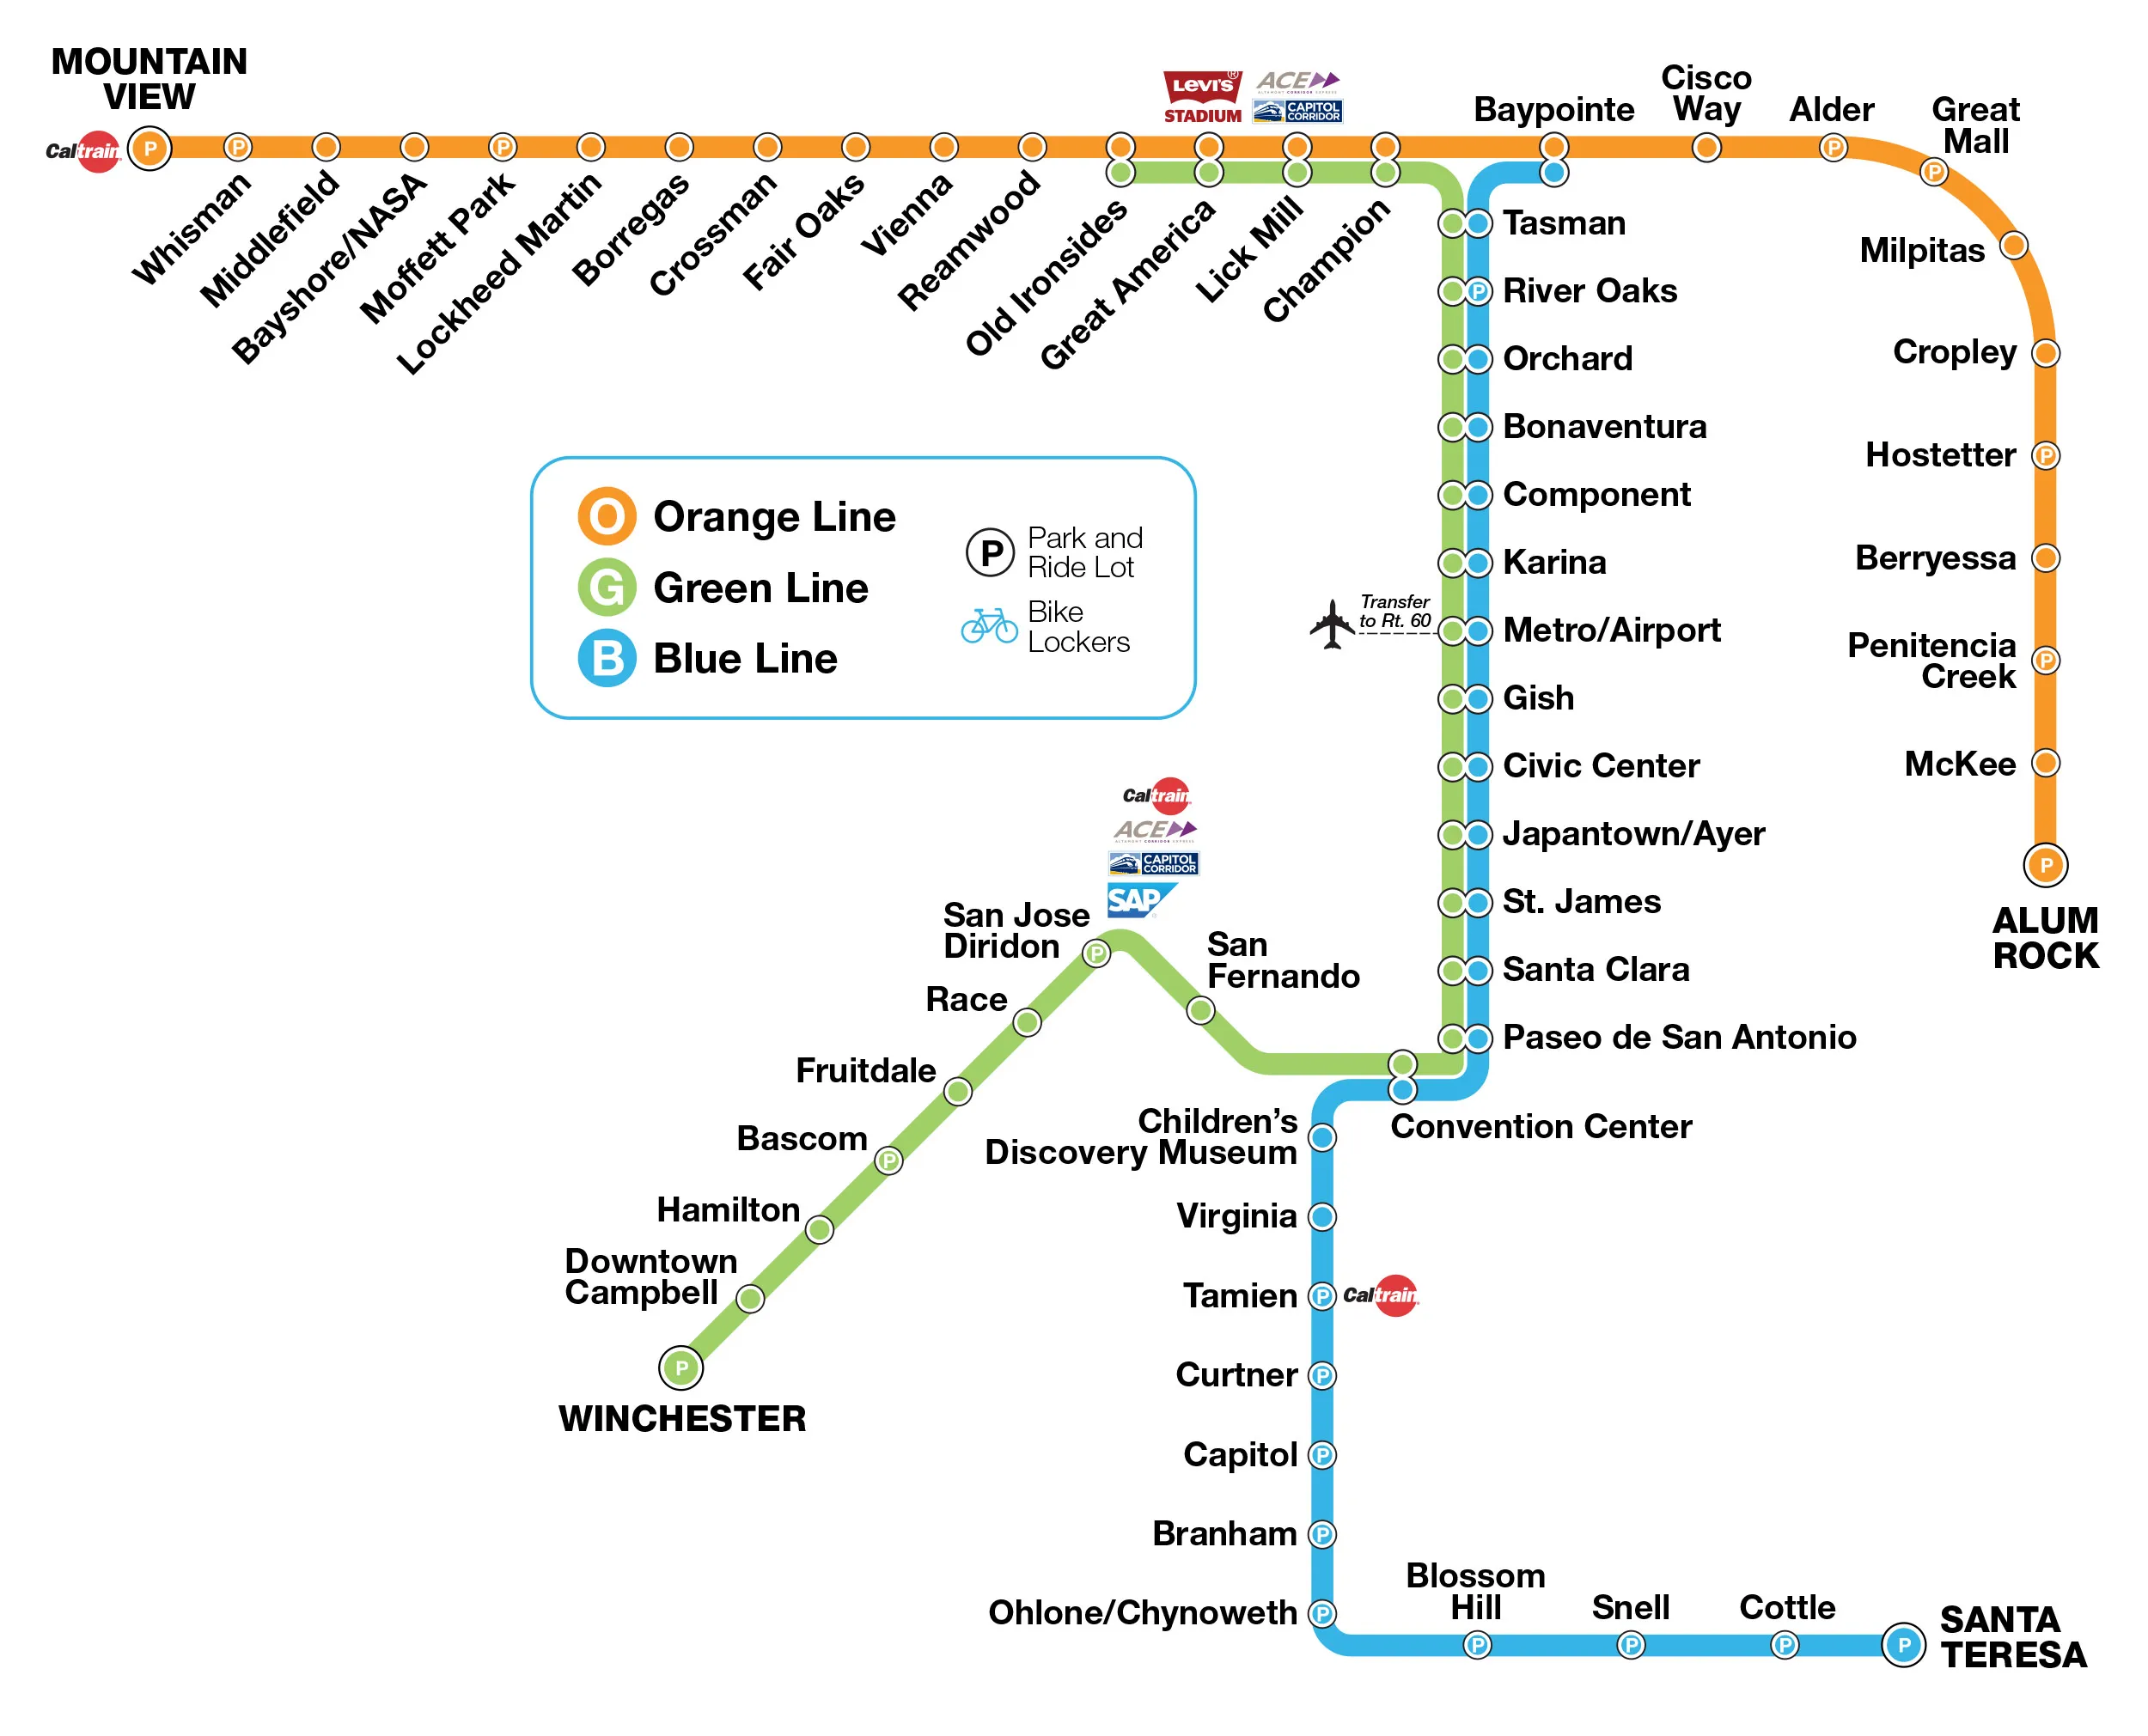 MOUNTAIN
VIEW
Caltrain
P
Whisman
P
Middlefield
Bayshore/NASA
Moffett Park
P
Lockheed Martin
Borregas
Crossman
Fair Oaks
Vienna
Reamwood
Old Ironsides
Great America
Lick Mill
Champion
LEVI'S®
STADIUM
ACE
ALTAMONT CORRIDOR EXPRESS
CAPITOL
CORRIDOR
Baypointe
Cisco
Way
Alder
P
Great
Mall
P
Milpitas
Cropley
Hostetter
P
Berryessa
Penitencia
Creek
P
McKee
P
ALUM
ROCK
Tasman
River Oaks
P
Orchard
Bonaventura
Component
Karina
Transfer
to Rt. 60
Metro/Airport
Gish
Civic Center
Japantown/Ayer
St. James
Santa Clara
Paseo de San Antonio
Convention Center
O Orange Line
G Green Line
B Blue Line
P Park and
Ride Lot
Bike
Lockers
Caltrain
ACE
ALTAMONT CORRIDOR EXPRESS
CAPITOL
CORRIDOR
SAP
San Jose
Diridon
P
San
Fernando
Race
Fruitdale
Bascom
P
Hamilton
Downtown
Campbell
P
WINCHESTER
Children's
Discovery Museum
Virginia
Tamien
P
Caltrain
Curtner
P
Capitol
P
Branham
P
Ohlone/Chynoweth
P
Blossom
Hill
P
Snell
P
Cottle
P
P
SANTA
TERESA